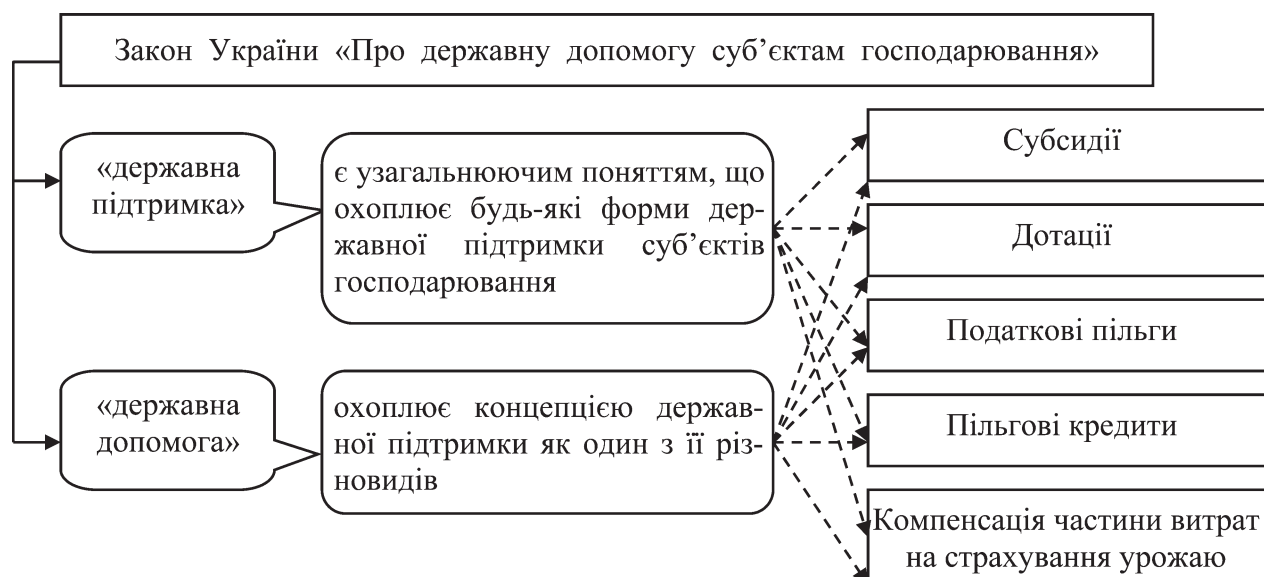 Закон України «Про державну допомогу суб’єктам господарювання»
«державна
підтримка»
є узагальнюючим поняттям, що
охоплює будь-які форми дер-
жавної підтримки суб’єктів
господарювання
«державна
допомога»
охоплює концепцією держав-
ної підтримки як один з її різ-
новидів
Субсидії
Дотації
Податкові пільги
Пільгові кредити
Компенсація частини витрат
на страхування урожаю